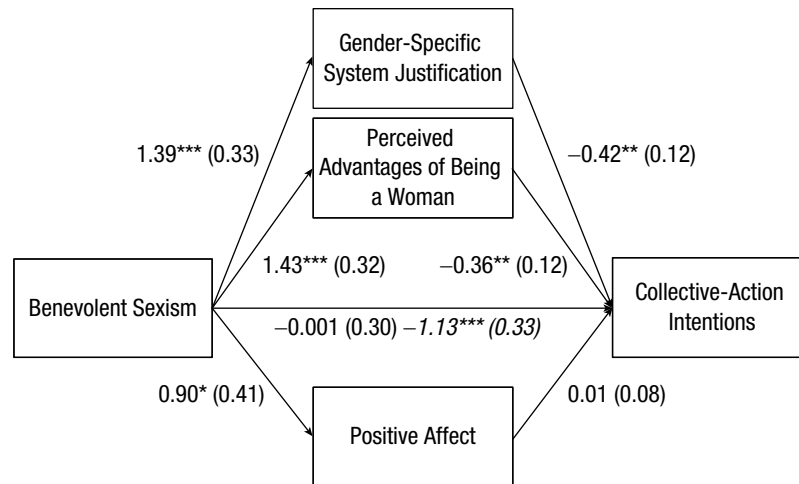 Gender-Specific
System Justification
1.39*** (0.33)
−0.42** (0.12)
Perceived
Advantages of Being
a Woman
1.43*** (0.32)
−0.36** (0.12)
Benevolent Sexism
Collective-Action
Intentions
−0.001 (0.30) −1.13*** (0.33)
0.90* (0.41)
0.01 (0.08)
Positive Affect